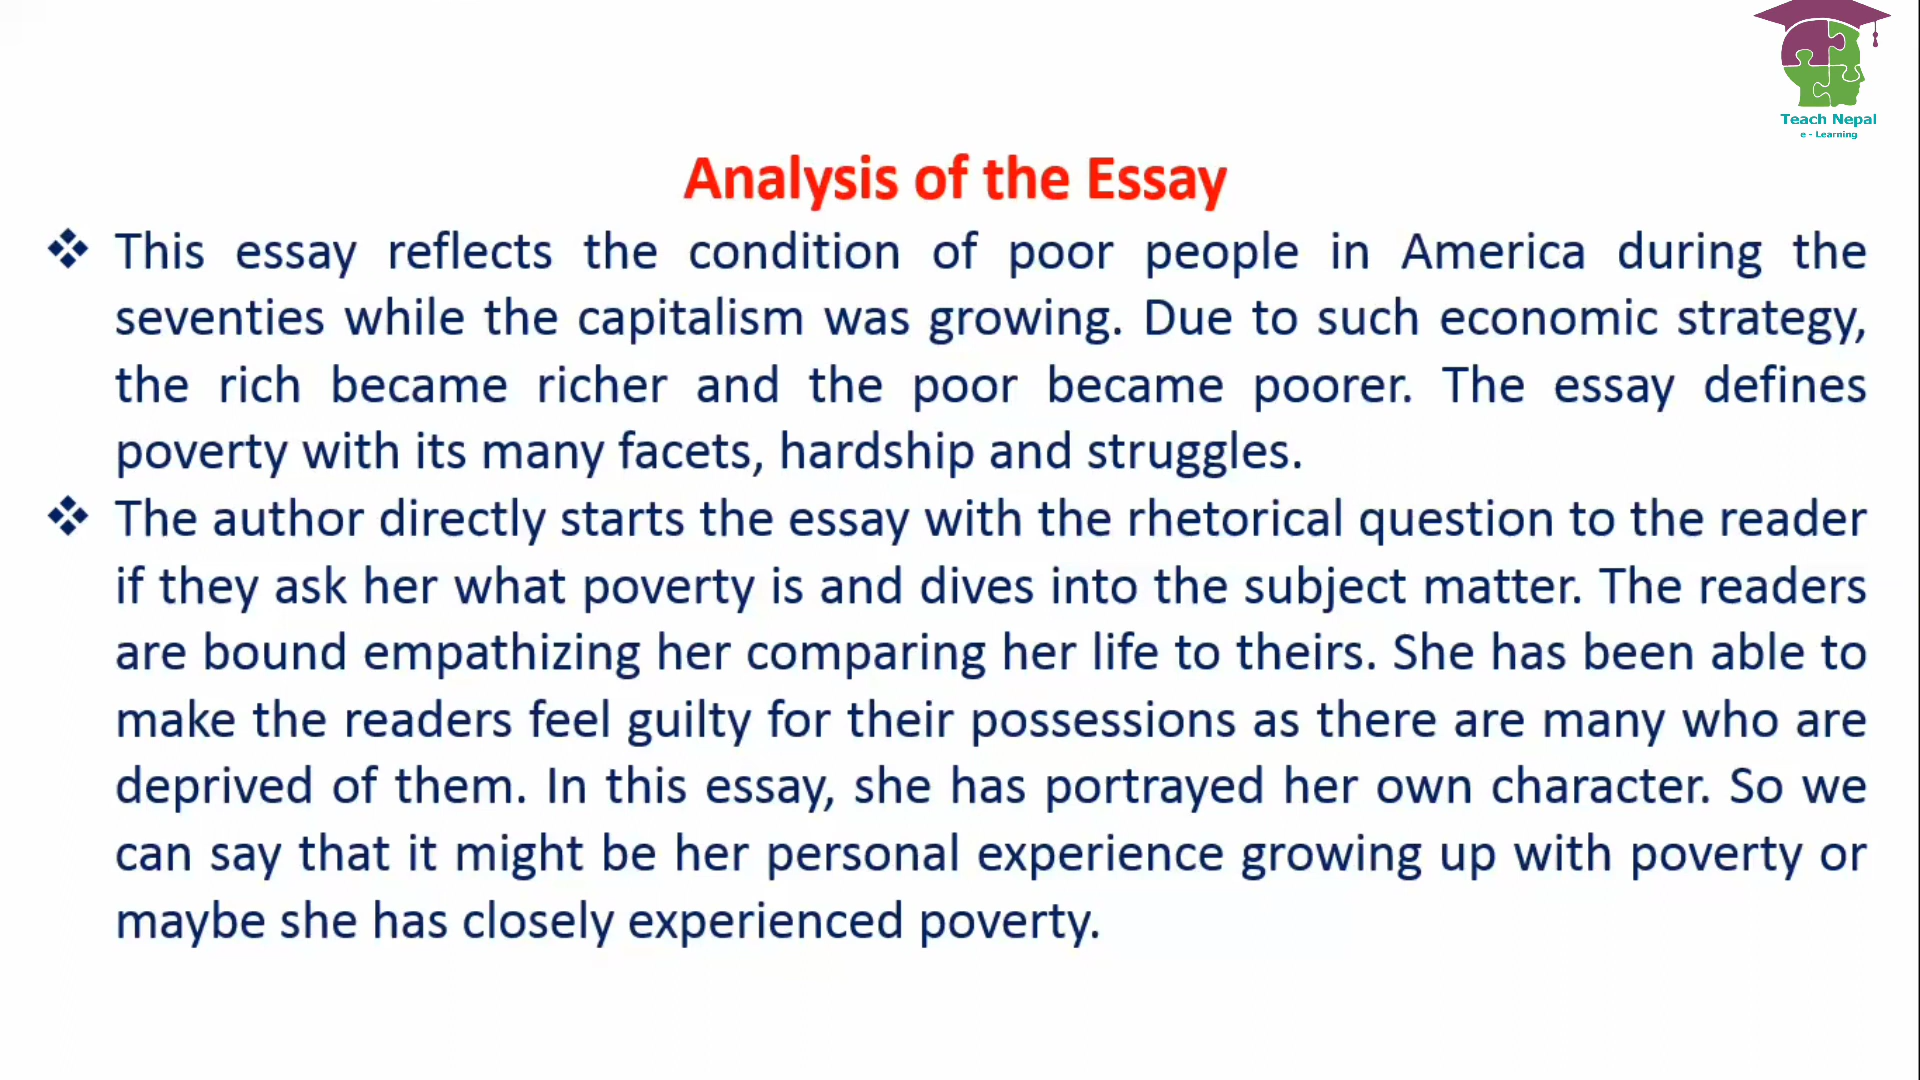 Teach Nepal
e - Learning
Analysis of the Essay
❖ This essay reflects the condition of poor people in America during the
seventies while the capitalism was growing. Due to such economic strategy,
the rich became richer and the poor became poorer. The essay defines
poverty with its many facets, hardship and struggles.
❖ The author directly starts the essay with the rhetorical question to the reader
if they ask her what poverty is and dives into the subject matter. The readers
are bound empathizing her comparing her life to theirs. She has been able to
make the readers feel guilty for their possessions as there are many who are
deprived of them. In this essay, she has portrayed her own character. So we
can say that it might be her personal experience growing up with poverty or
maybe she has closely experienced poverty.